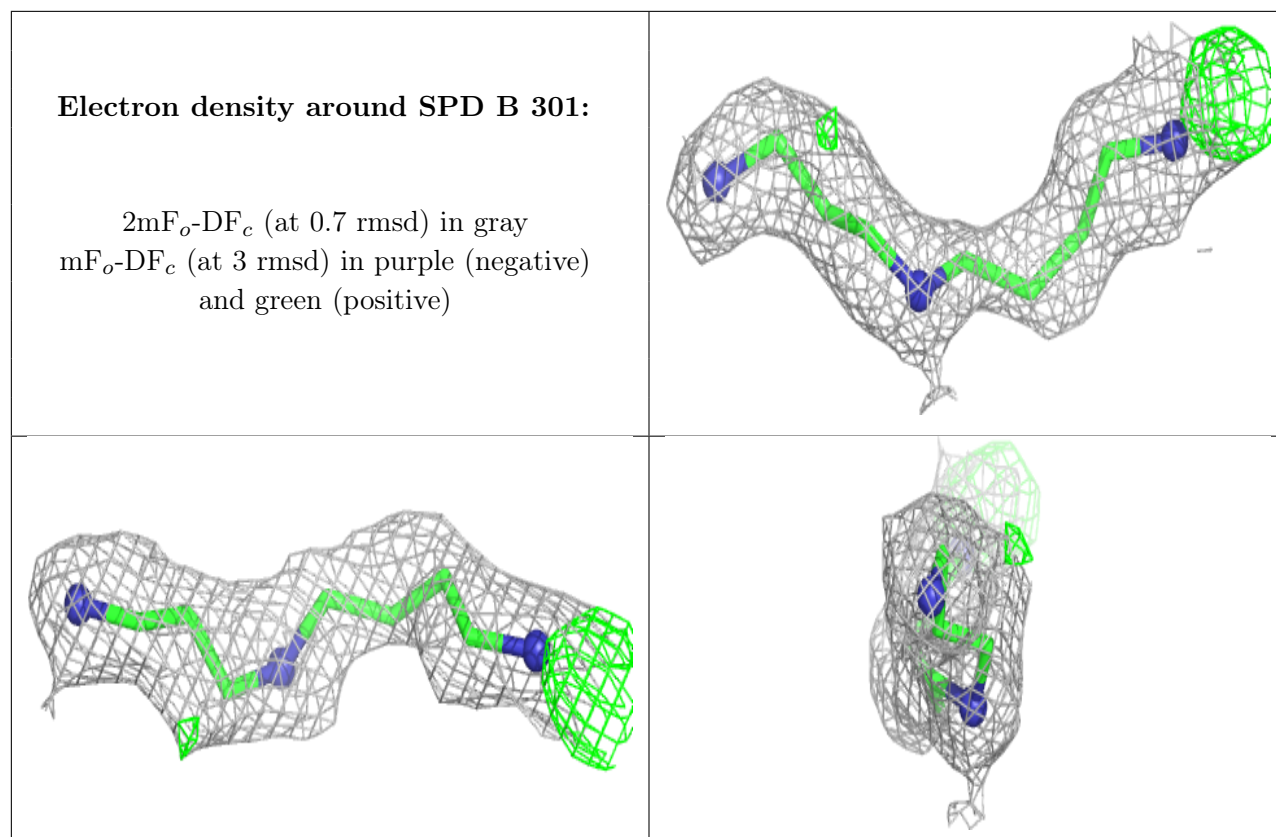 Electron density around SPD B 301:
2mFo-DFc (at 0.7 rmsd) in gray
mFo-DFc (at 3 rmsd) in purple (negative)
and green (positive)